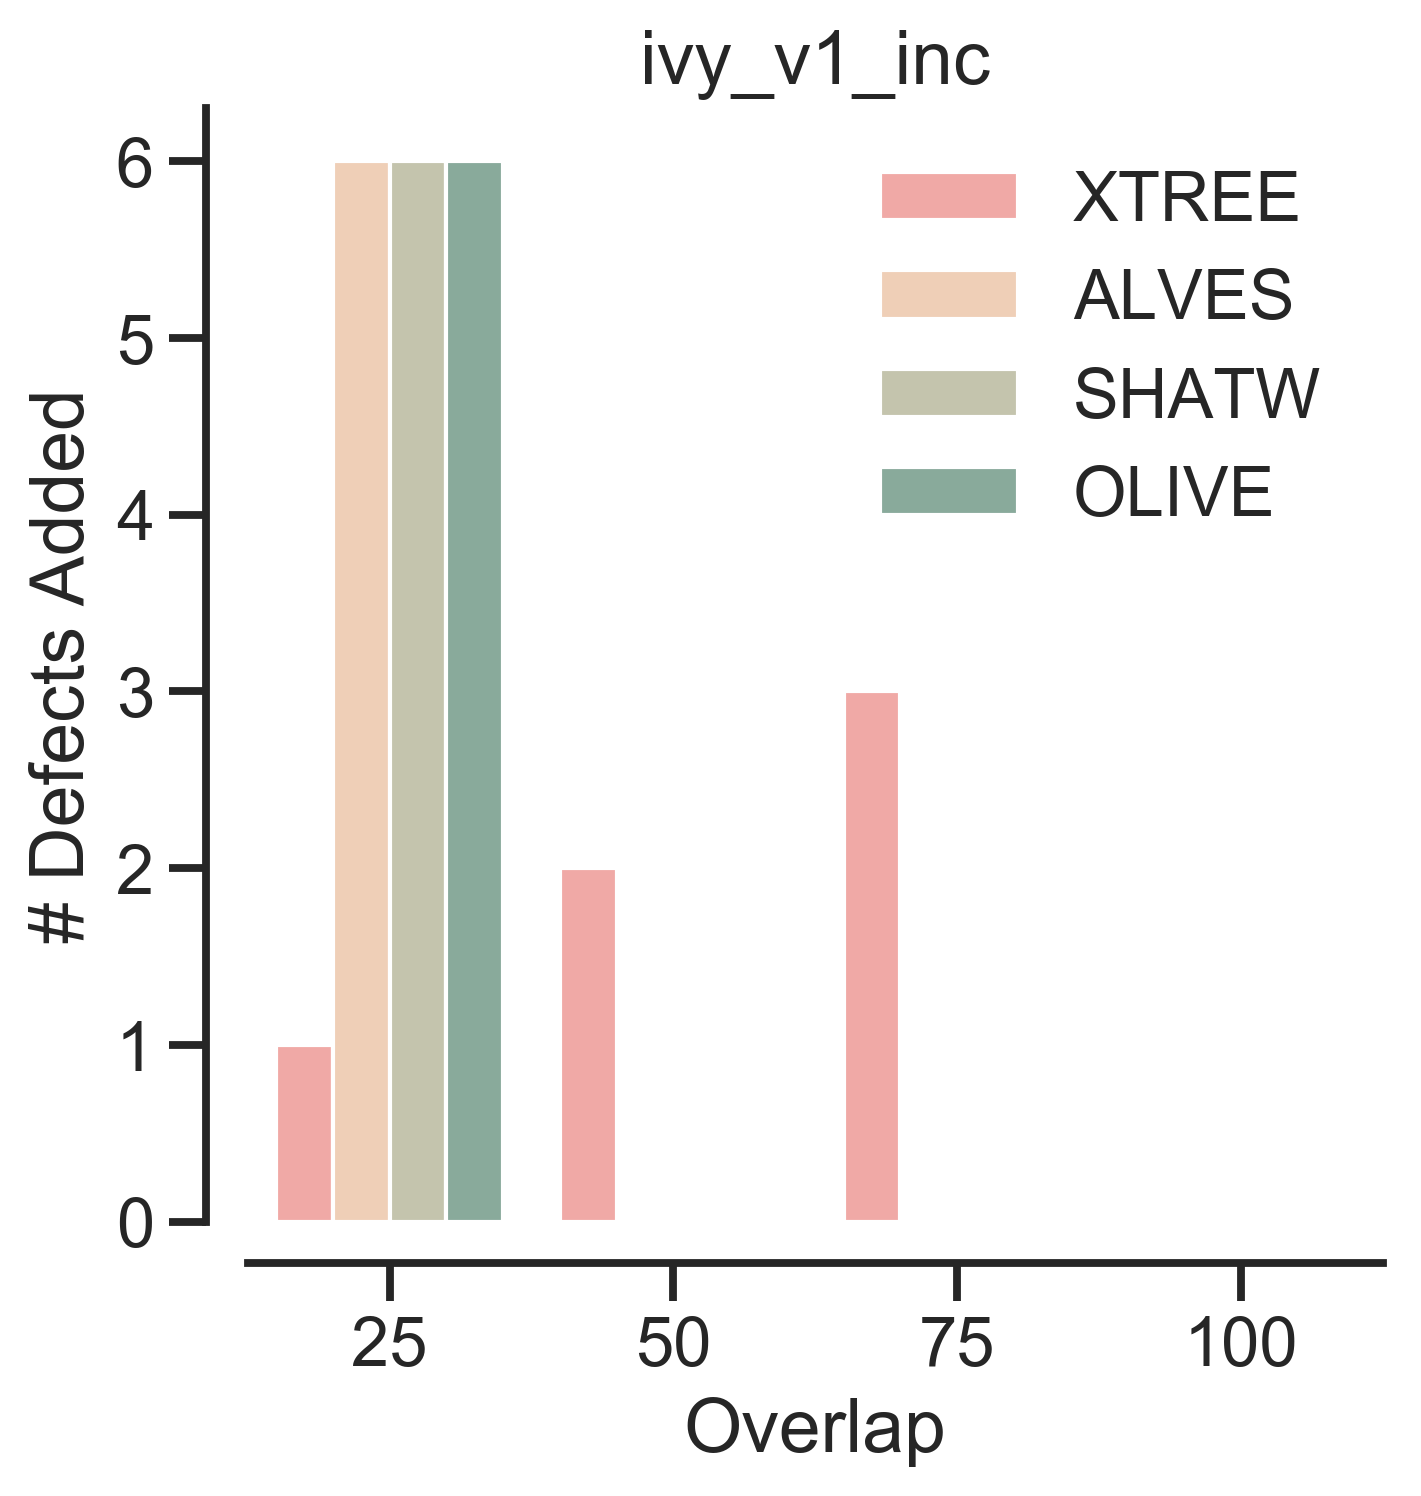 ivy_v1_inc
# Defects Added
6
5
4
3
2
1
0
XTREE
ALVES
SHATW
OLIVE
25 50 75 100
Overlap